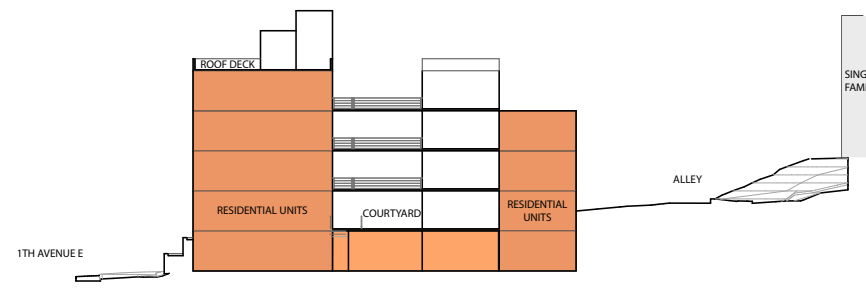 ROOF DECK
SING
FAMI
ALLEY
RESIDENTIAL UNITS
COURTYARD
RESIDENTIAL
UNITS
1TH AVENUE E